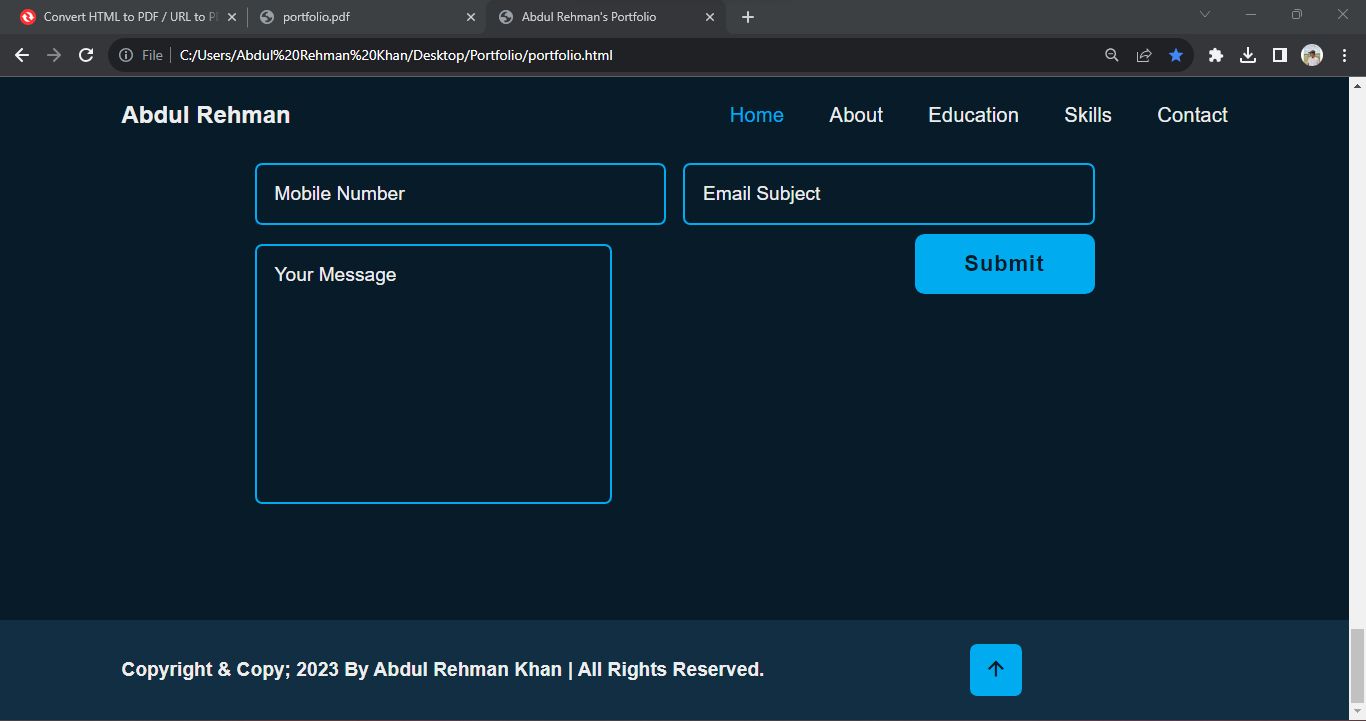 Convert HTML to PDF / URL to P
portfolio.pdf
Abdul Rehman's Portfolio
File
C:/Users/Abdul%20Rehman%20Khan/Desktop/Portfolio/portfolio.html
Abdul Rehman
Home
About
Education
Skills
Contact
Mobile Number
Email Subject
Your Message
Submit
Copyright & Copy; 2023 By Abdul Rehman Khan | All Rights Reserved.